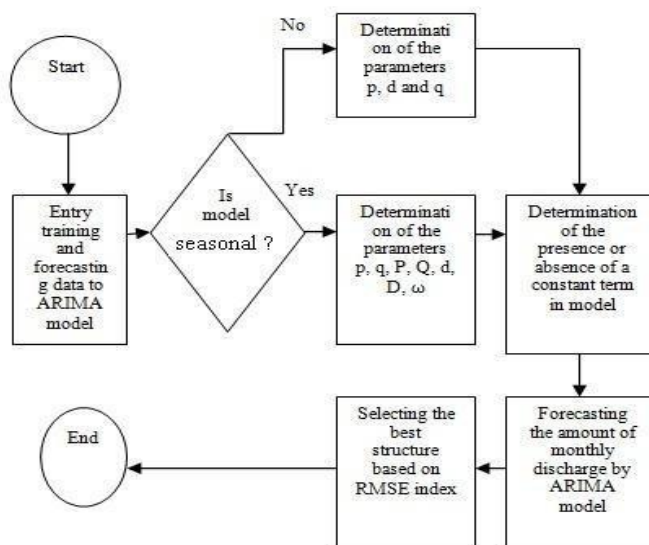 Start
Entry
training
and
forecastin
g data to
ARIMA
model
Is
model
seasonal ?
No
Determinati
on of the
parameters
p, d and q
Yes
Determinati
on of the
parameters
p, q, P, Q, d,
D, ω
Determination
of the
presence or
absence of a
constant term
in model
Forecasting
the amount of
monthly
discharge by
ARIMA
model
Selecting the
best
structure
based on
RMSE index
End